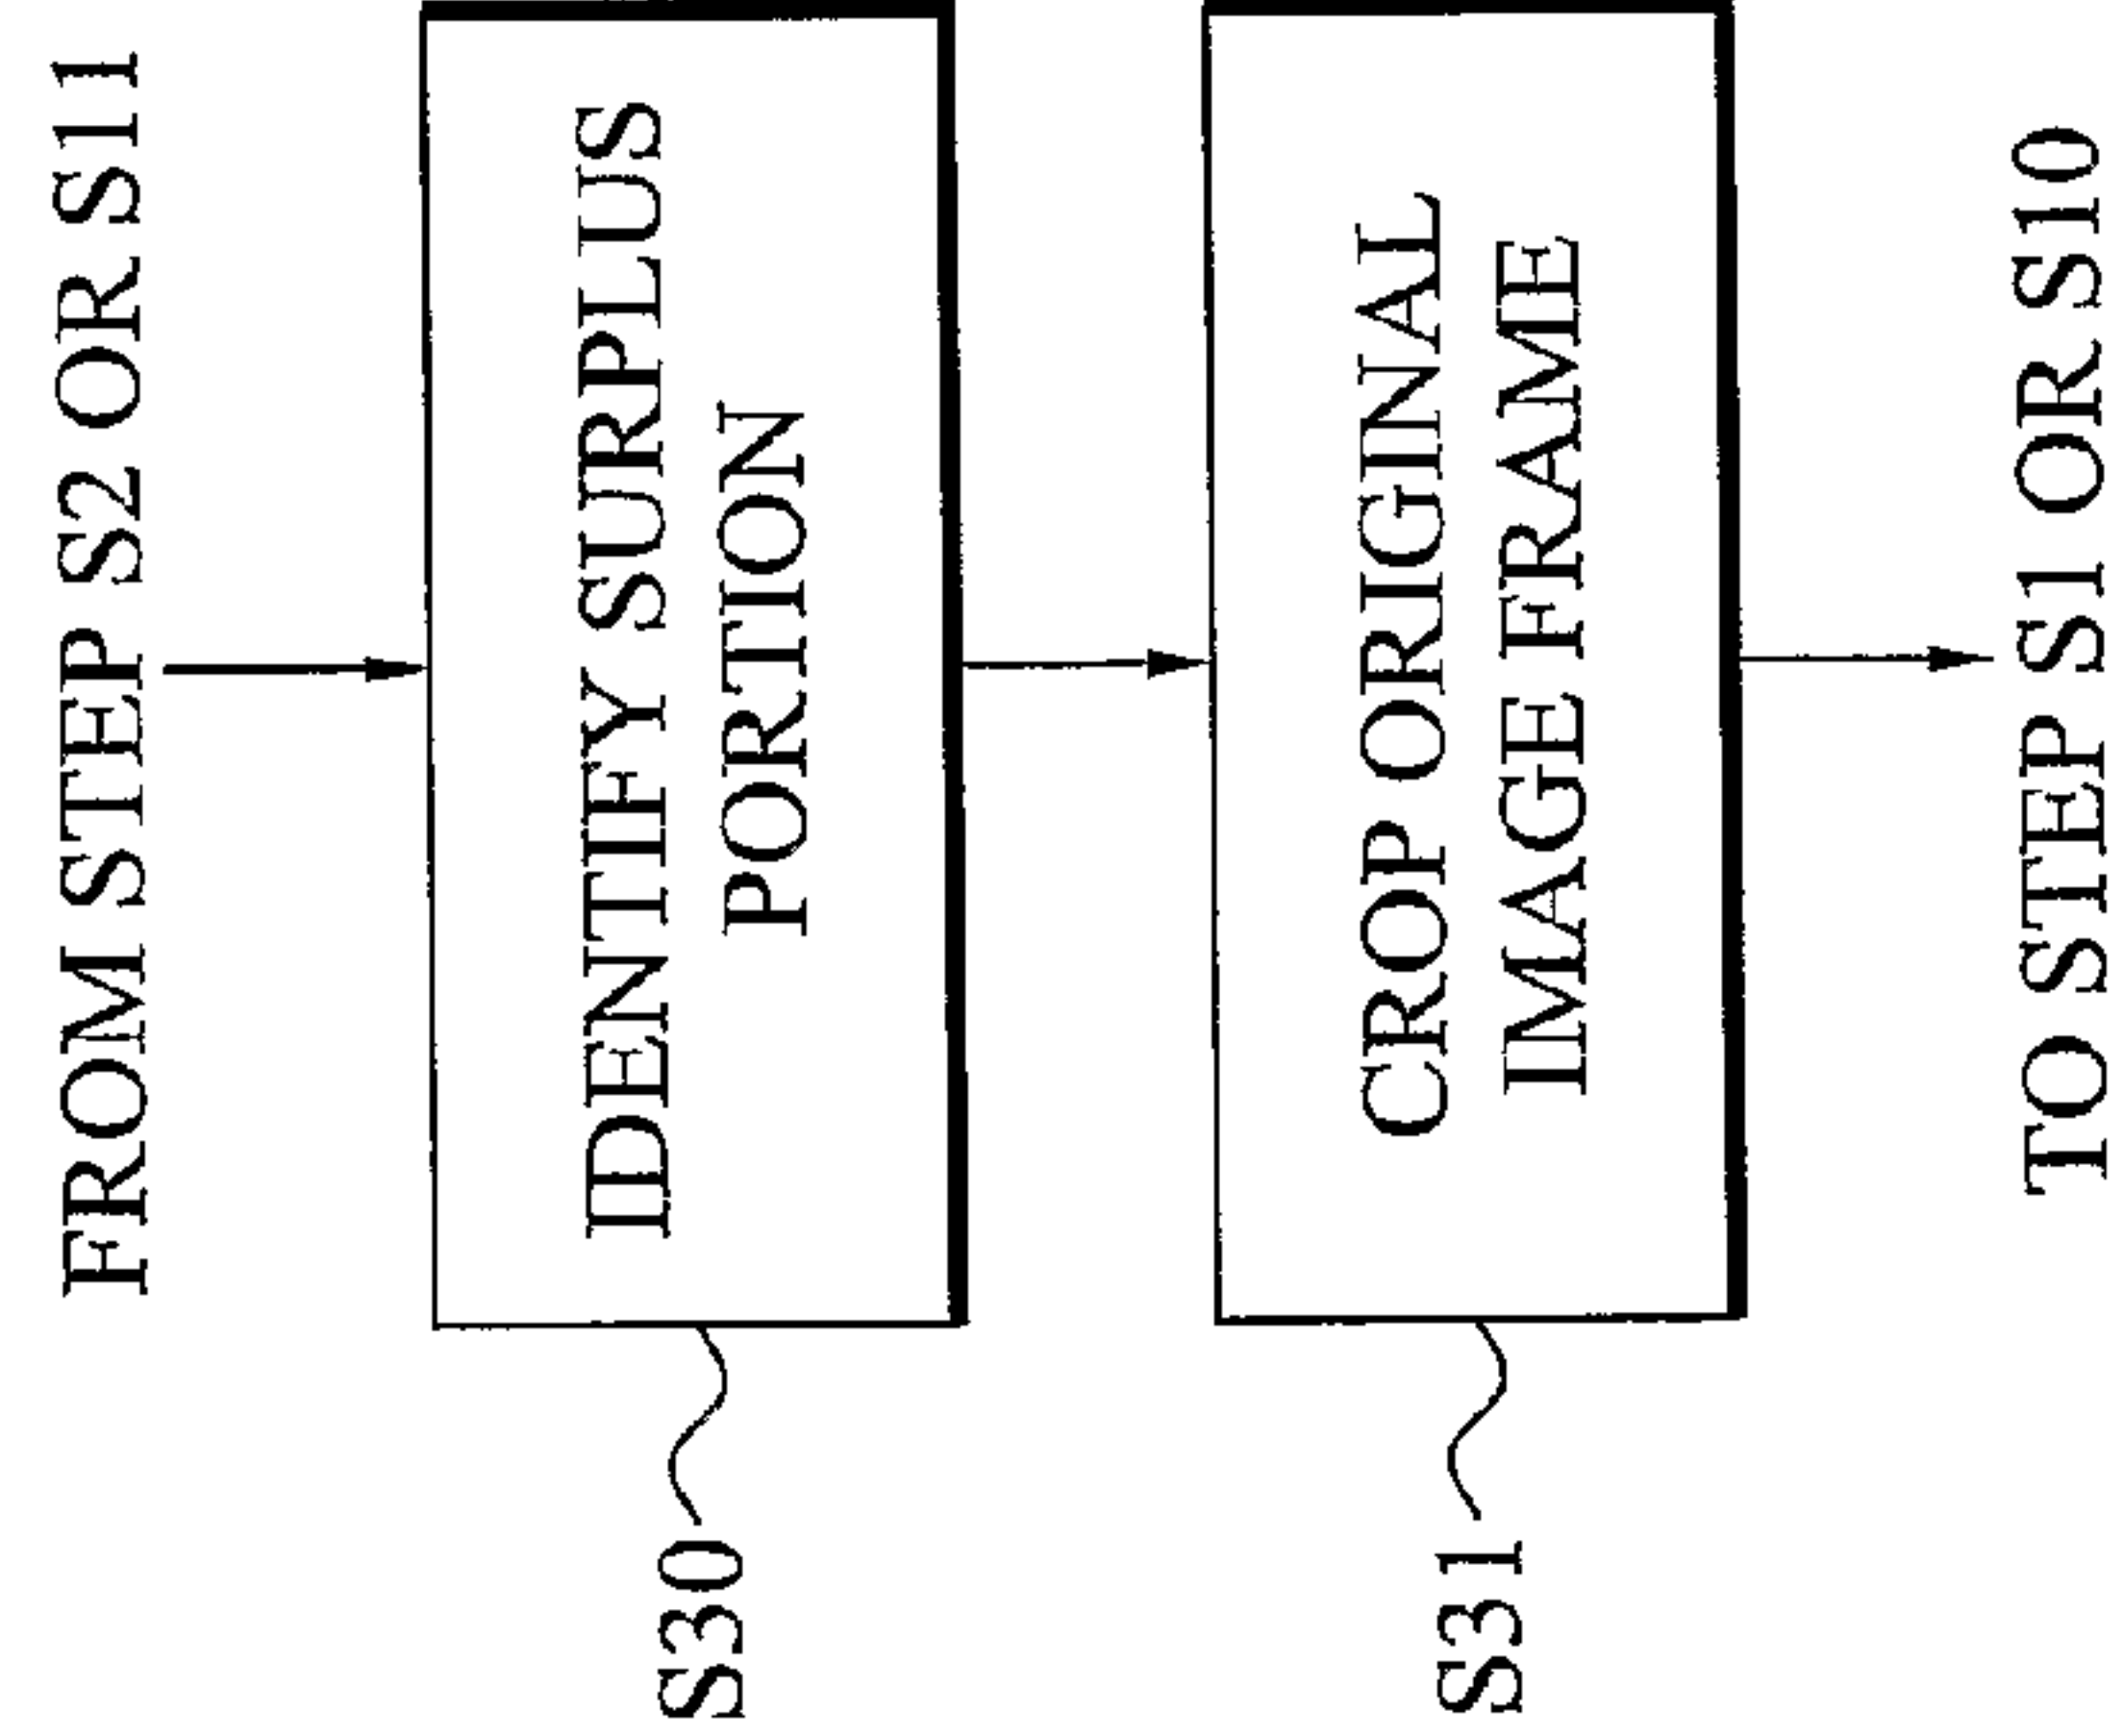 FROM STEP S2 OR S11
IDENTIFY SURPLUS
PORTION
S30
CROP ORIGINAL
IMAGE FRAME
S31
TO STEP S1 OR S10